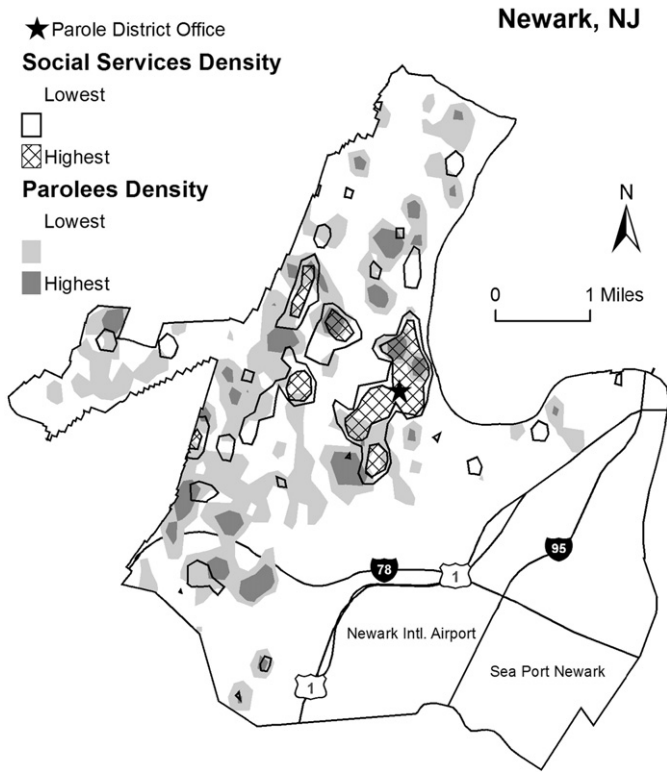 Newark, NJ
Parole District Office
Social Services Density
Lowest
Highest
Parolees Density
Lowest
Highest
N
0 1 Miles
78
1
95
Newark Intl. Airport
Sea Port Newark
1